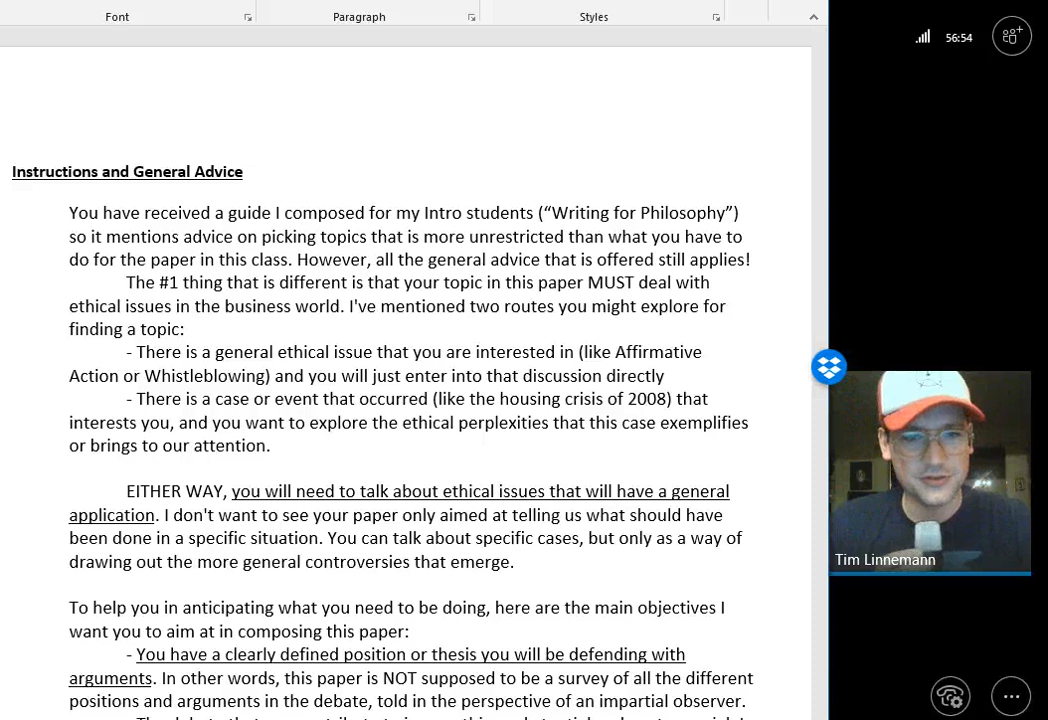 Font Paragraph Styles
56:54
Instructions and General Advice
You have received a guide I composed for my Intro students (“Writing for Philosophy”)
so it mentions advice on picking topics that is more unrestricted than what you have to
do for the paper in this class. However, all the general advice that is offered still applies!
The #1 thing that is different is that your topic in this paper MUST deal with
ethical issues in the business world. I've mentioned two routes you might explore for
finding a topic:
- There is a general ethical issue that you are interested in (like Affirmative
Action or Whistleblowing) and you will just enter into that discussion directly
- There is a case or event that occurred (like the housing crisis of 2008) that
interests you, and you want to explore the ethical perplexities that this case exemplifies
or brings to our attention.
EITHER WAY, you will need to talk about ethical issues that will have a general
application. I don't want to see your paper only aimed at telling us what should have
been done in a specific situation. You can talk about specific cases, but only as a way of
drawing out the more general controversies that emerge.
To help you in anticipating what you need to be doing, here are the main objectives I
want you to aim at in composing this paper:
- You have a clearly defined position or thesis you will be defending with
arguments. In other words, this paper is NOT supposed to be a survey of all the different
positions and arguments in the debate, told in the perspective of an impartial observer.
Tim Linnemann